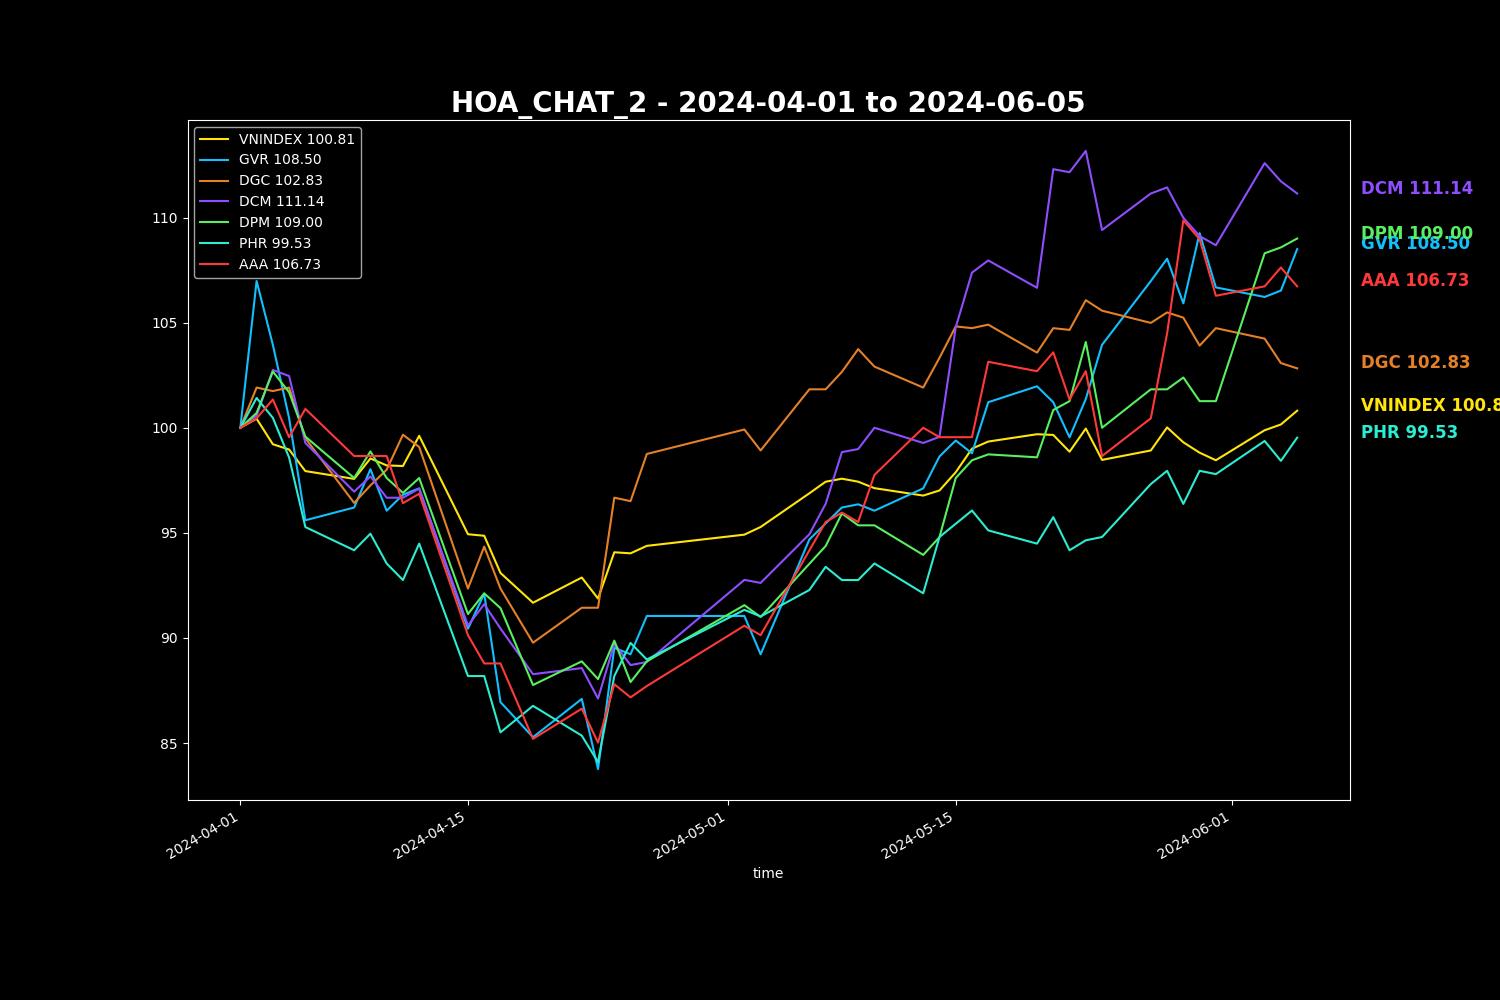 HOA_CHAT_2 - 2024-04-01 to 2024-06-05
VNINDEX 100.81
GVR 108.50
DGC 102.83
DCM 111.14
DPM 109.00
PHR 99.53
AAA 106.73
110
105
100
95
90
85
DCM 111.14
DPM 109.00
GVR 108.50
AAA 106.73
DGC 102.83
VNINDEX 100.8
PHR 99.53
2024-04-01
2024-04-15
2024-05-01
2024-05-15
2024-06-01
time